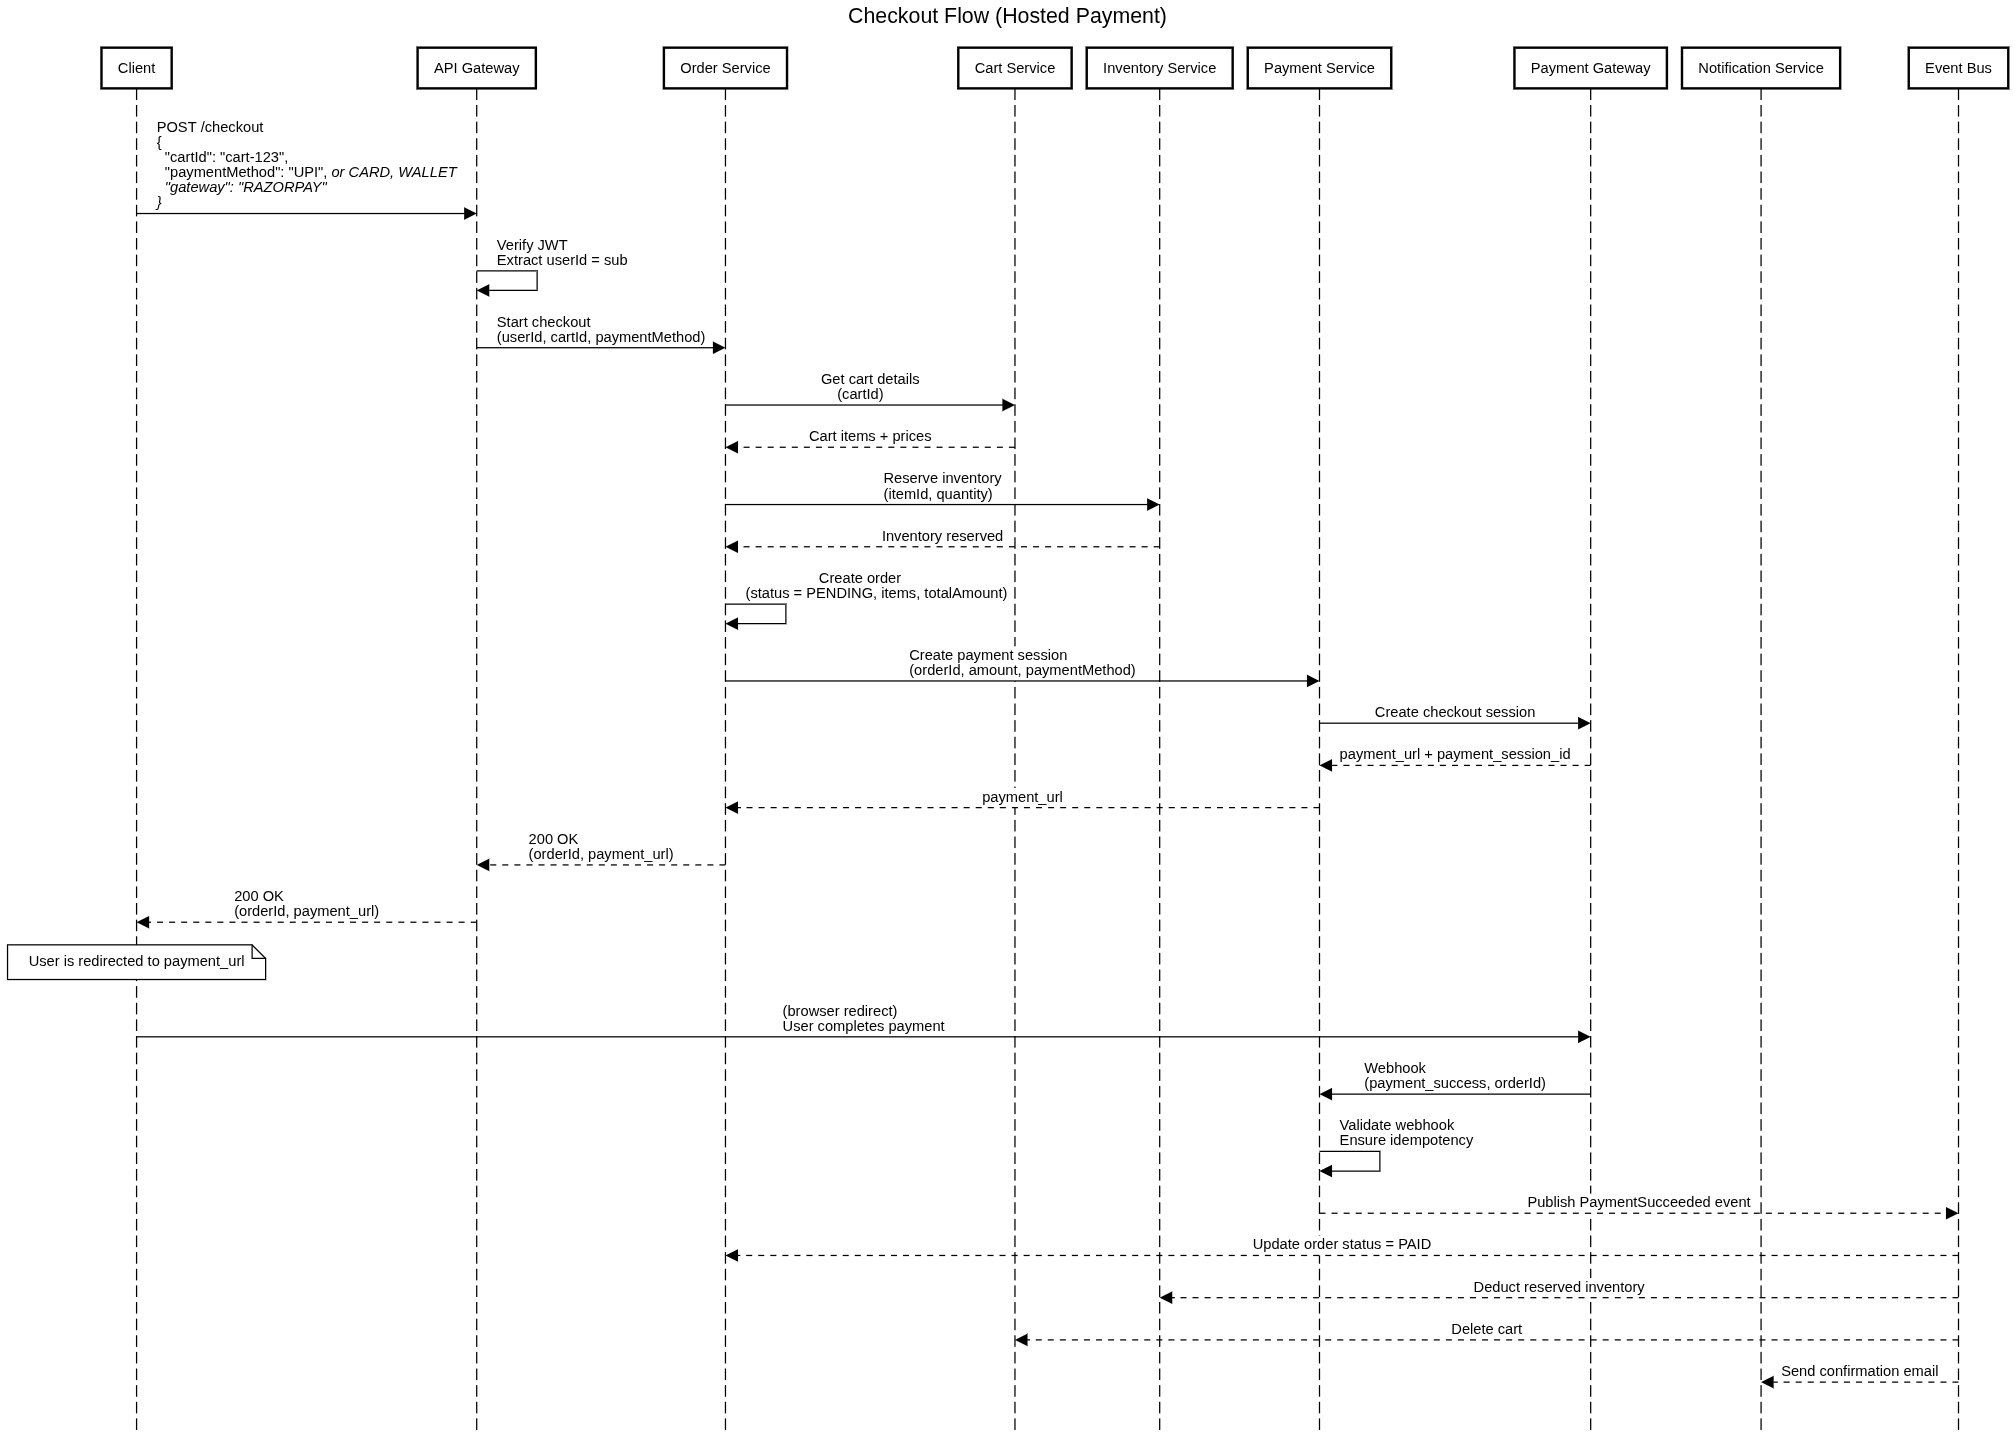 Checkout Flow (Hosted Payment)
Client
API Gateway
Order Service
Cart Service
Inventory Service
Payment Service
Payment Gateway
Notification Service
Event Bus
POST /checkout
{
"cartId": "cart-123",
"paymentMethod": "UPI", or CARD, WALLET
"gateway": "RAZORPAY"
}
Verify JWT
Extract userId = sub
Start checkout
(userId, cartId, paymentMethod)
Get cart details
(cartId)
Cart items + prices
Reserve inventory
(itemId, quantity)
Inventory reserved
Create order
(status = PENDING, items, totalAmount)
Create payment session
(orderId, amount, paymentMethod)
Create checkout session
payment_url + payment_session_id
payment_url
200 OK
(orderId, payment_url)
200 OK
(orderId, payment_url)
User is redirected to payment_url
(browser redirect)
User completes payment
Webhook
(payment_success, orderId)
Validate webhook
Ensure idempotency
Publish PaymentSucceeded event
Update order status = PAID
Deduct reserved inventory
Delete cart
Send confirmation email